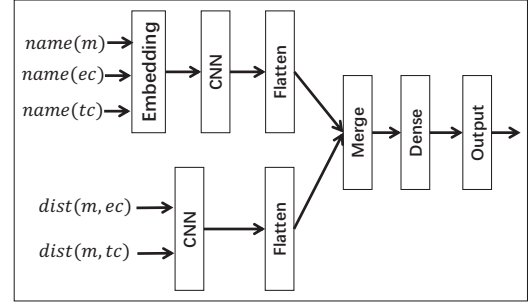 name(m)
name(ec)
name(tc)
Embedding
CNN
Flatten
dist(m, ec)
dist(m, tc)
CNN
Flatten
Merge
Dense
Output